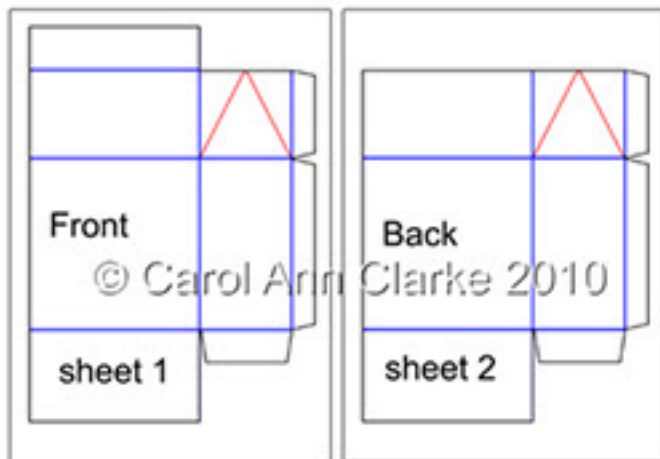 Front
Back
© Carol Ann Clarke 2010
sheet 1
sheet 2